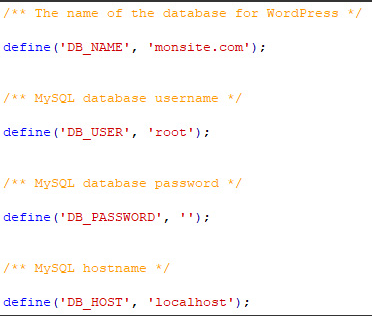 /** The name of the database for WordPress */
define('DB_NAME', 'monsite.com');
/** MySQL database username */
define('DB_USER', 'root');
/** MySQL database password */
define('DB_PASSWORD', '');
/** MySQL hostname */
define('DB_HOST', 'localhost');